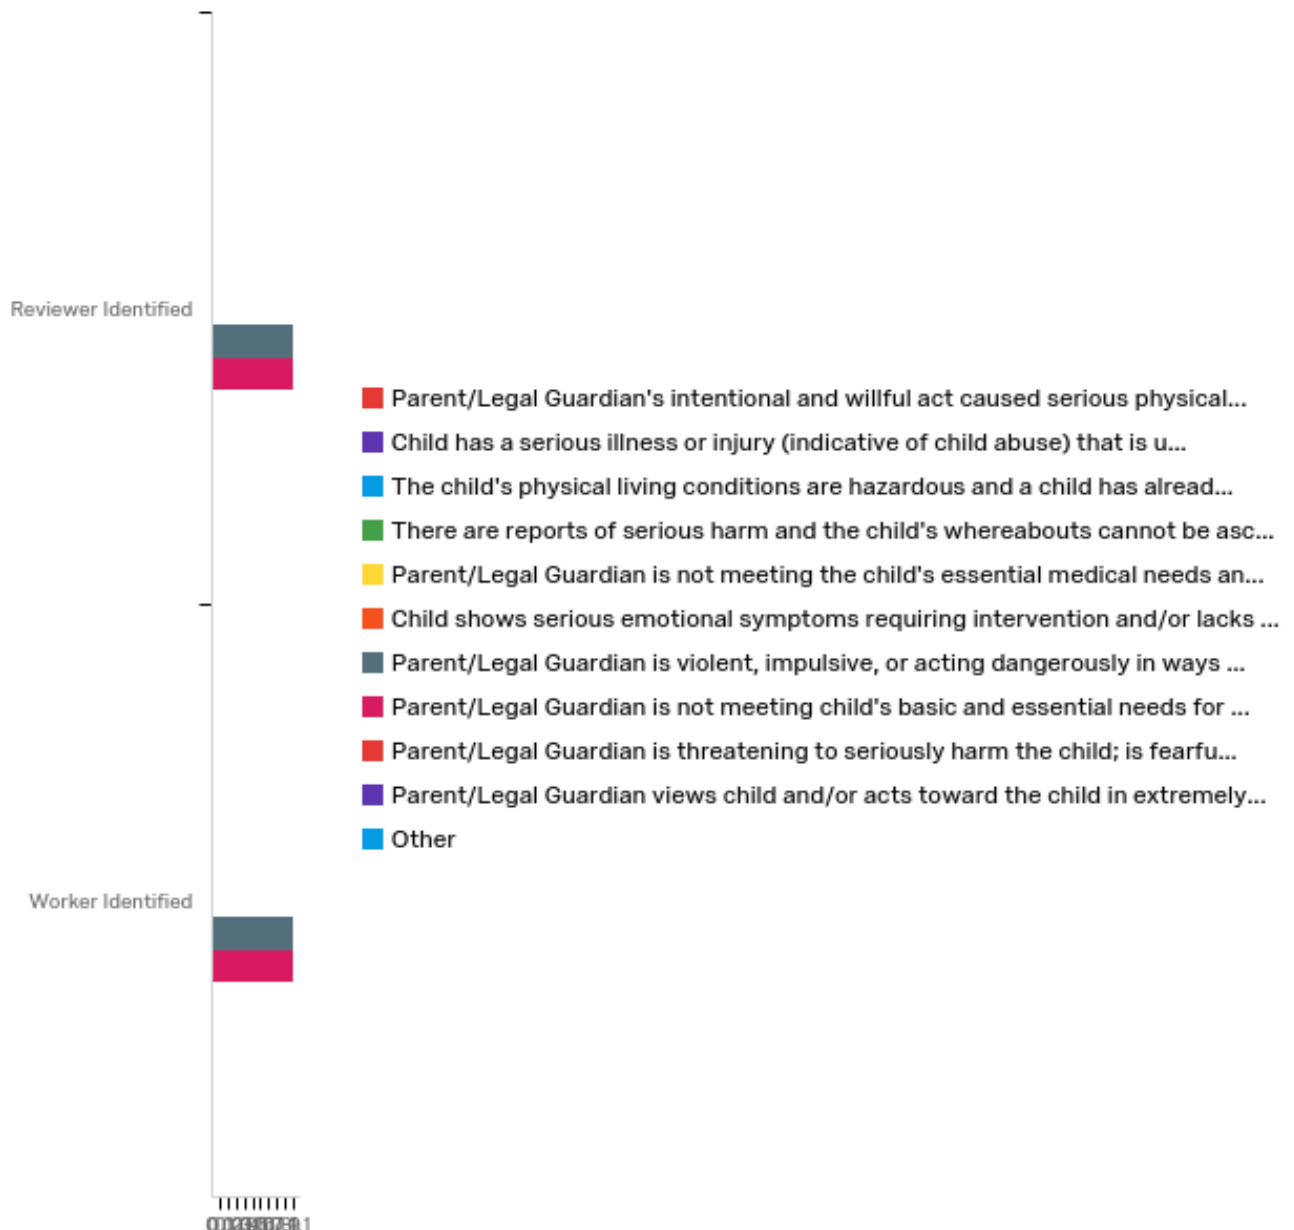 Reviewer Identified
Parent/Legal Guardian's intentional and willful act caused serious physical...
Child has a serious illness or injury (indicative of child abuse) that is u...
The child's physical living conditions are hazardous and a child has alread...
There are reports of serious harm and the child's whereabouts cannot be asc...
Parent/Legal Guardian is not meeting the child's essential medical needs an...
Child shows serious emotional symptoms requiring intervention and/or lacks ...
Parent/Legal Guardian is violent, impulsive, or acting dangerously in ways ...
Parent/Legal Guardian is not meeting child's basic and essential needs for ...
Parent/Legal Guardian is threatening to seriously harm the child; is fearfu...
Parent/Legal Guardian views child and/or acts toward the child in extremely...
Other
Worker Identified